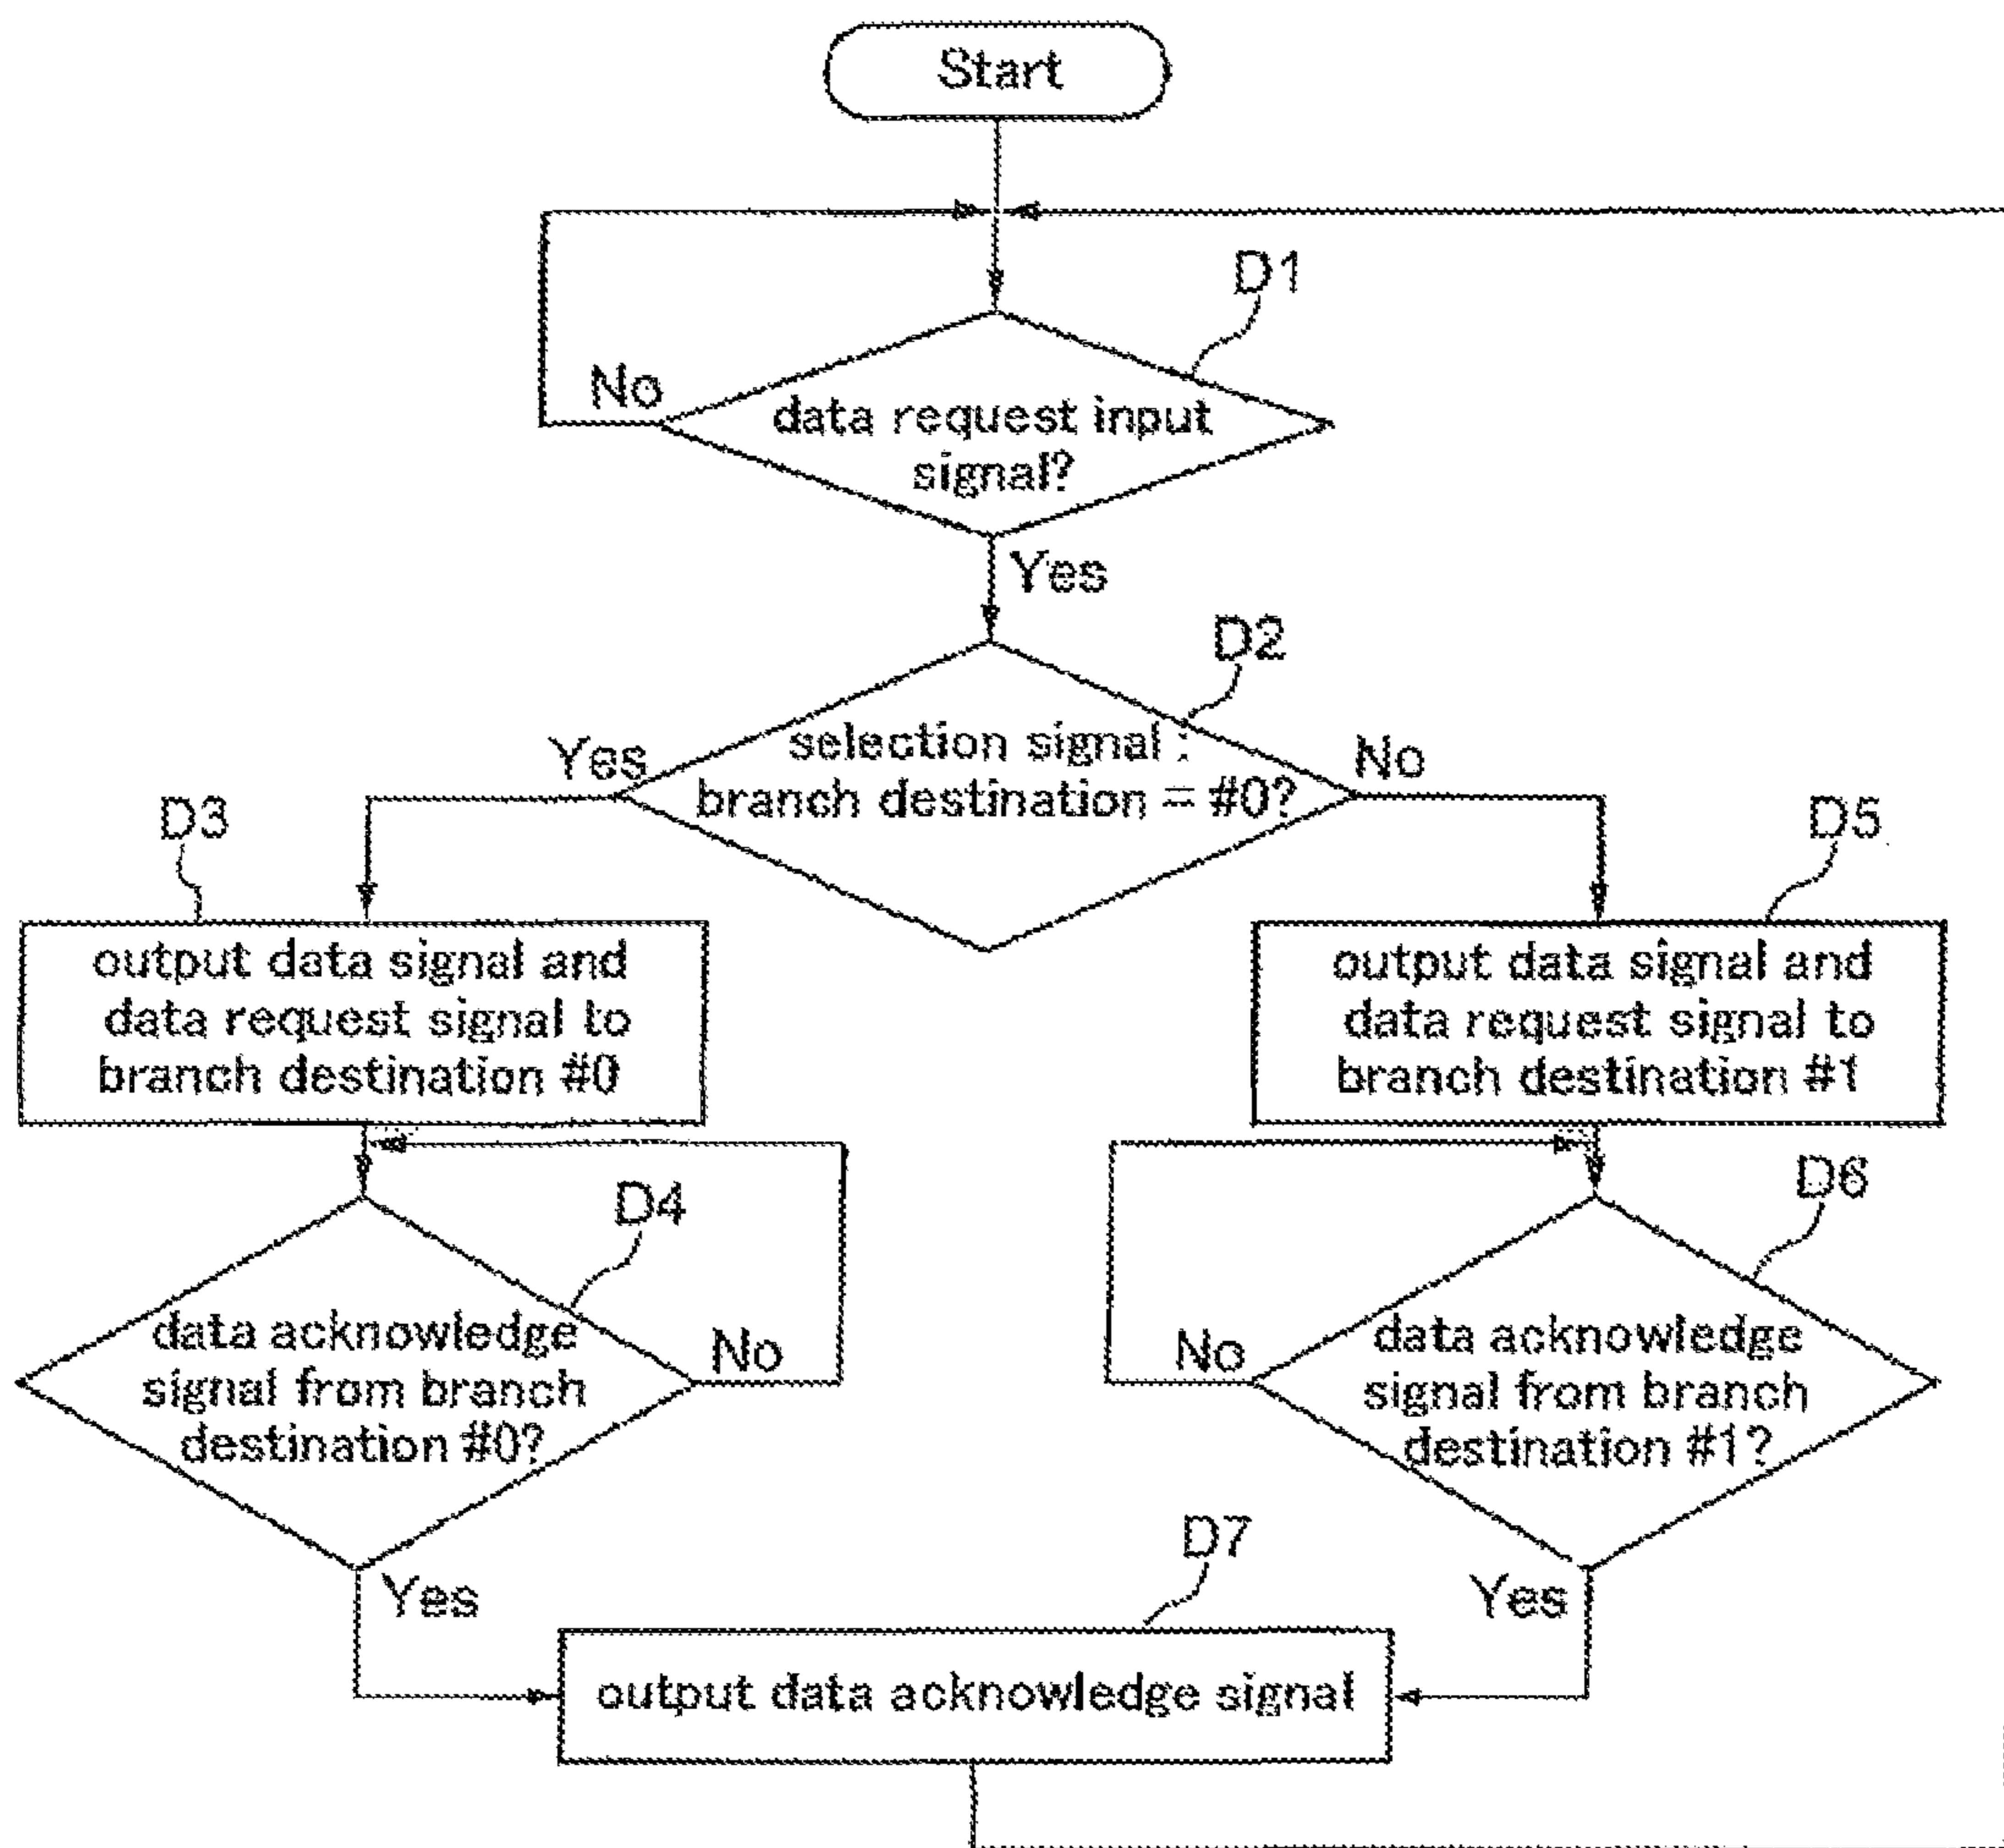 Start
D1
No
data request input
signal?
Yes
D2
selection signal :
branch destination = #0?
Yes
No
D3
D5
output data signal and
data request signal to
branch destination #0
output data signal and
data request signal to
branch destination #1
D4
D6
data acknowledge
signal from branch
destination #0?
No
No
data acknowledge
signal from branch
destination #1?
D7
Yes
Yes
output data acknowledge signal